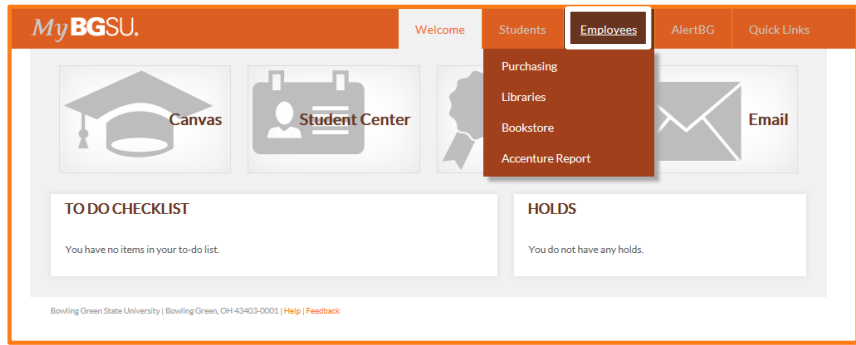 My BGSU.
Welcome Students Employees AlertBG Quick Links
Purchasing
Libraries
Bookstore
Accenture Report
Canvas Student Center Email
TO DO CHECKLIST
You have no items in your to-do list.
HOLDS
You do not have any holds.
Bowling Green State University | Bowling Green, OH 43403-0001 | Help | Feedback